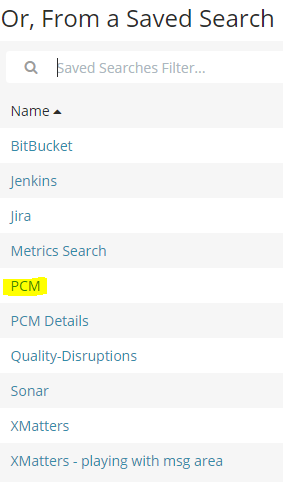 Or, From a Saved Search
Saved Searches Filter...
Name
BitBucket
Jenkins
Jira
Metrics Search
PCM
PCM Details
Quality-Disruptions
Sonar
XMatters
XMatters - playing with msg area